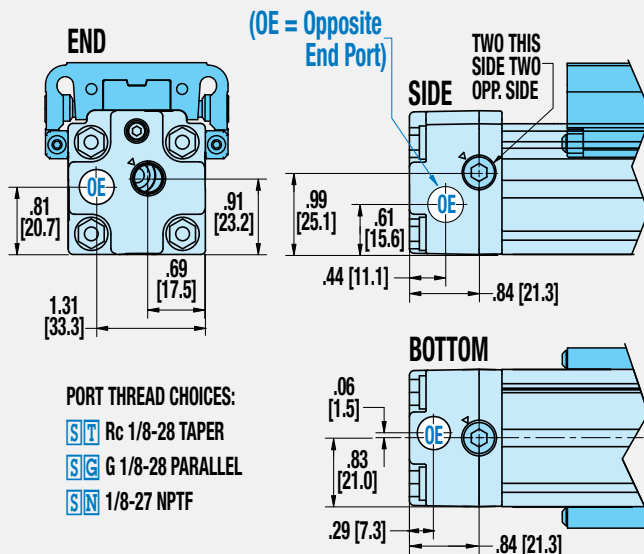 END
(OE = Opposite
End Port)
TWO THIS
SIDE TWO
OPP. SIDE
SIDE
OE
.81
[20.7]
.91
[23.2]
.69
[17.5]
1.31
[33.3]
OE
.99
[25.1]
.61
[15.6]
.44 [11.1]
.84 [21.3]
BOTTOM
OE
.06
[1.5]
.83
[21.0]
.29 [7.3]
.84 [21.3]
PORT THREAD CHOICES:
ST Rc 1/8-28 TAPER
SG G 1/8-28 PARALLEL
SN 1/8-27 NPTF